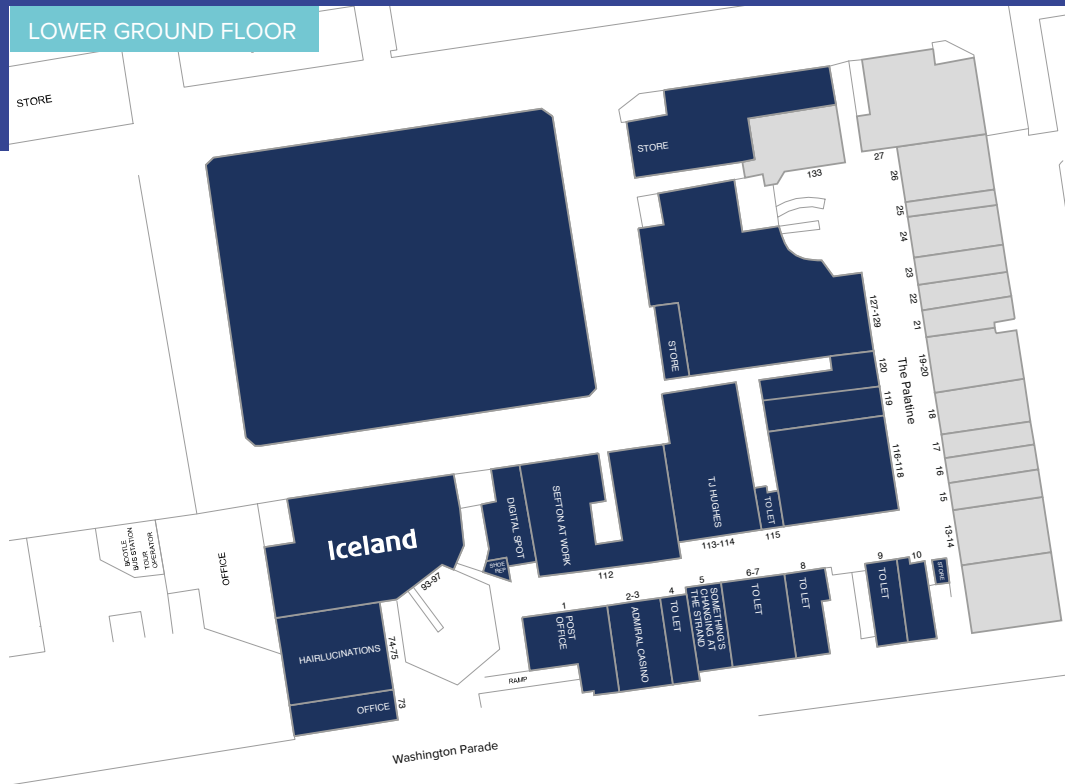 LOWER GROUND FLOOR
STORE
STORE
133
27
26
25
24
23
22
21
19-20
18
17
16
15
13-14
127-129
120
119
116-118
The Palatine
STORE
TJ HUGHES
TO LET
113-114
115
SEFTON AT WORK
DIGITAL SPOT
SHOE
REP
112
Iceland
93-97
BOOTLE
BUS STATION
TOUR
OPERATOR
OFFICE
HAIRLUCINATIONS
74-75
OFFICE
73
1
POST
OFFICE
2-3
ADMIRAL CASINO
4
TO LET
5
SOMETHING'S
CHANGING AT
THE STRAND
6-7
TO LET
8
TO LET
9
TO LET
10
STORE
RAMP
Washington Parade